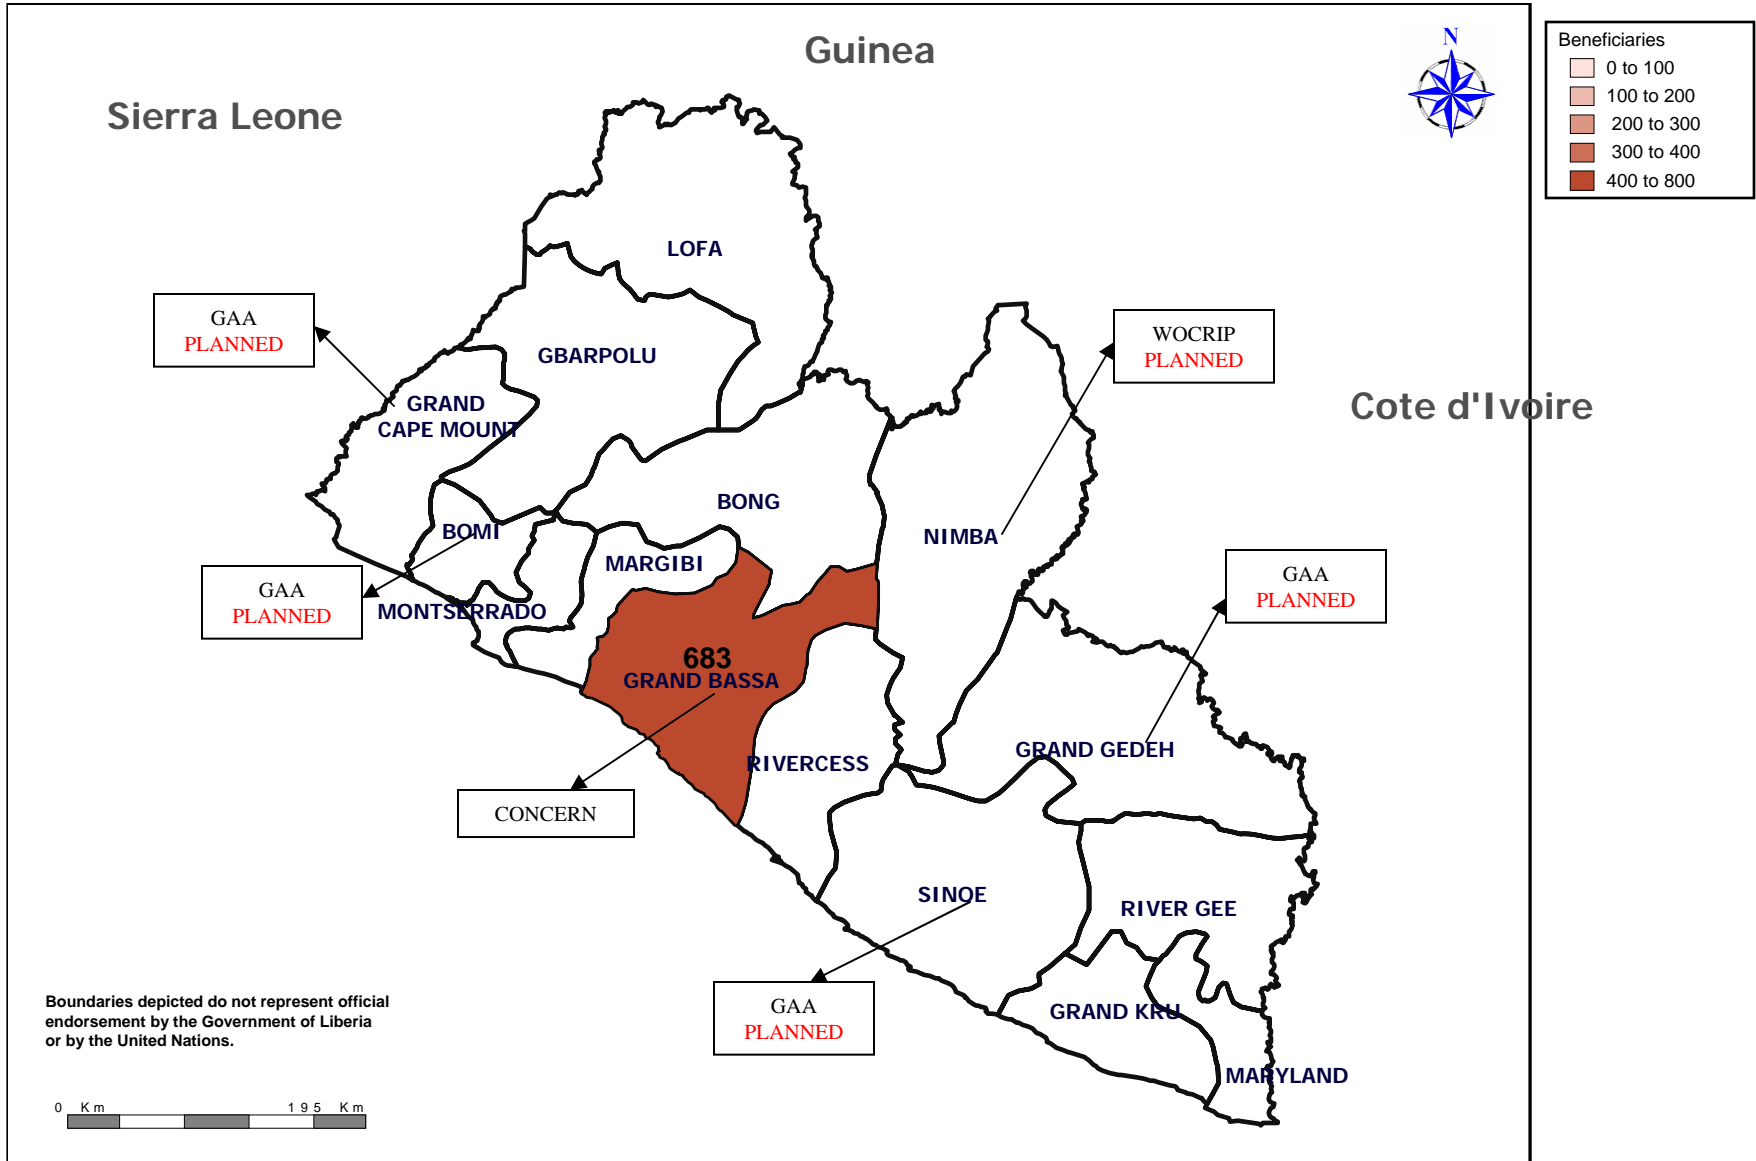 Guinea
Sierra Leone
N
Beneficiaries
0 to 100
100 to 200
200 to 300
300 to 400
400 to 800
LOFA
GAA
PLANNED
WOCRIP
PLANNED
GBARPOLU
GRAND
CAPE MOUNT
Cote d'Ivoire
BONG
BOMI
NIMBA
MARGIBI
GAA
PLANNED
GAA
PLANNED
MONTSERRADO
683
GRAND BASSA
GRAND GEDEH
RIVERCESS
CONCERN
SINOE
RIVER GEE
GAA
PLANNED
GRAND KRU
MARYLAND
Boundaries depicted do not represent official
endorsement by the Government of Liberia
or by the United Nations.
0 Km 195 Km